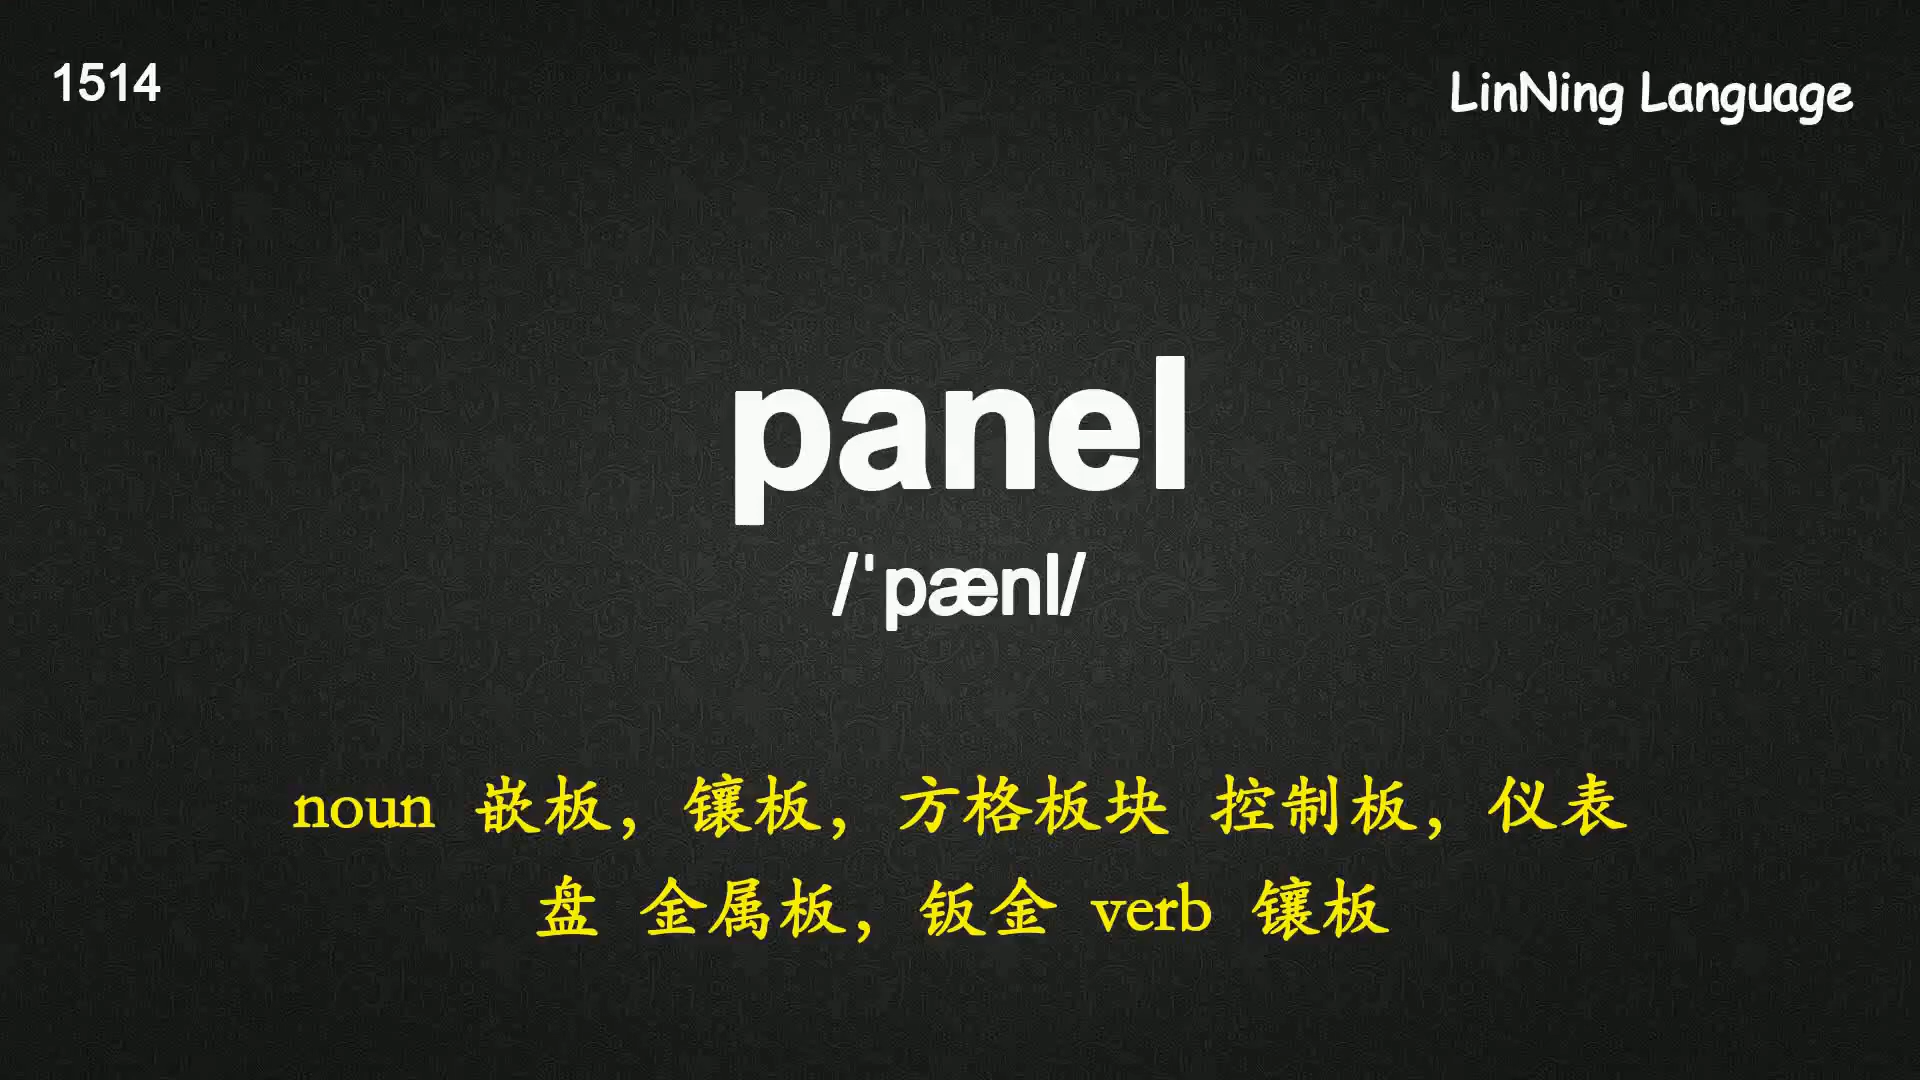 1514
LinNing Language
panel
/ˈpænl/
noun 嵌板，镶板，方格板块 控制板，仪表
盘 金属板，钣金 verb 镶板